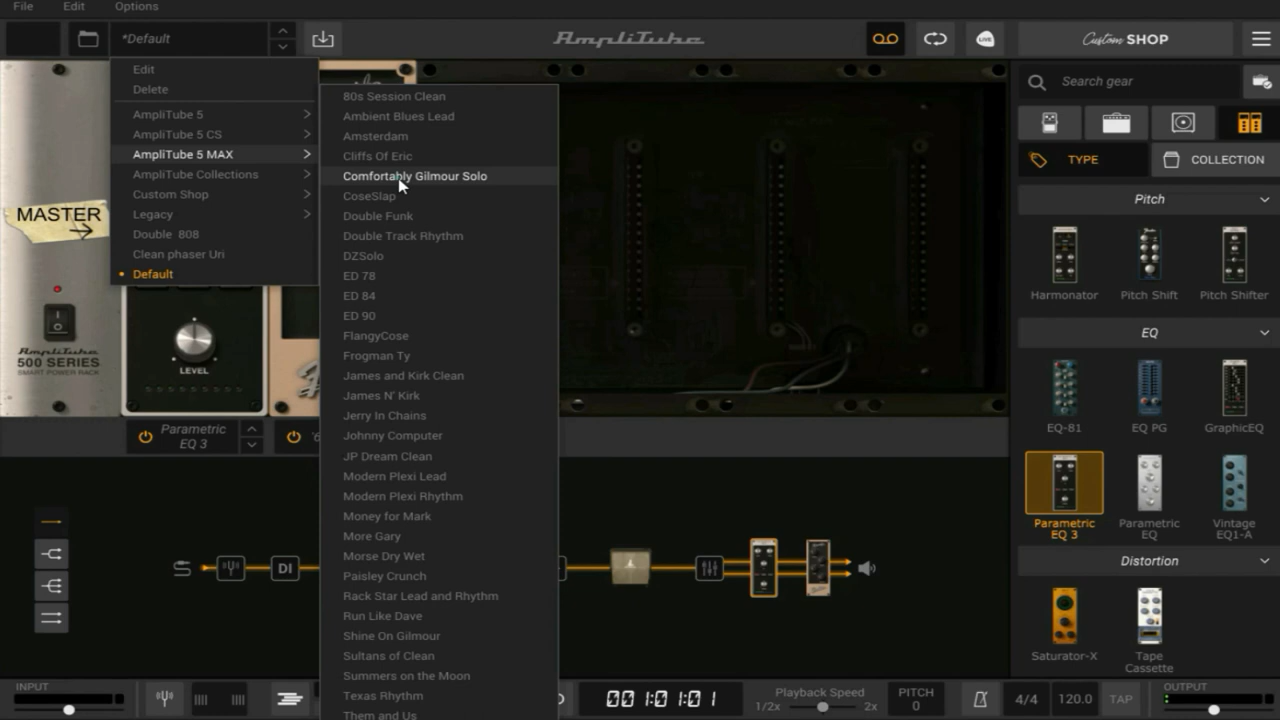 File Edit Options
*Default
AmpliTube
Custom SHOP
Edit
Delete
AmpliTube 5
AmpliTube 5 CS
AmpliTube 5 MAX
AmpliTube Collections
Custom Shop
Legacy
Double 808
Clean phaser Uri
Default
80s Session Clean
Ambient Blues Lead
Amsterdam
Cliffs Of Eric
Comfortably Gilmour Solo
CoseSlap
Double Funk
Double Track Rhythm
DZSolo
ED 78
ED 84
ED 90
FlangyCose
Frogman Ty
James and Kirk Clean
James N' Kirk
Jerry In Chains
Johnny Computer
JP Dream Clean
Modern Plexi Lead
Modern Plexi Rhythm
Money for Mark
More Gary
Morse Dry Wet
Paisley Crunch
Rack Star Lead and Rhythm
Run Like Dave
Shine On Gilmour
Sultans of Clean
Summers on the Moon
Texas Rhythm
Them and Us
MASTER
AmpliTube
500 SERIES
SMART POWER RACK
LEVEL
Parametric
EQ 3
DI
Search gear
TYPE
COLLECTION
Pitch
Harmonator
Pitch Shift
Pitch Shifter
EQ
EQ-81
EQ PG
GraphicEQ
Parametric
EQ 3
Parametric
EQ
Vintage
EQ1-A
Distortion
Saturator-X
Tape
Cassette
INPUT
001:01:01
Playback Speed
1/2x
2x
PITCH
0
4/4
120.0
TAP
OUTPUT
LIVE